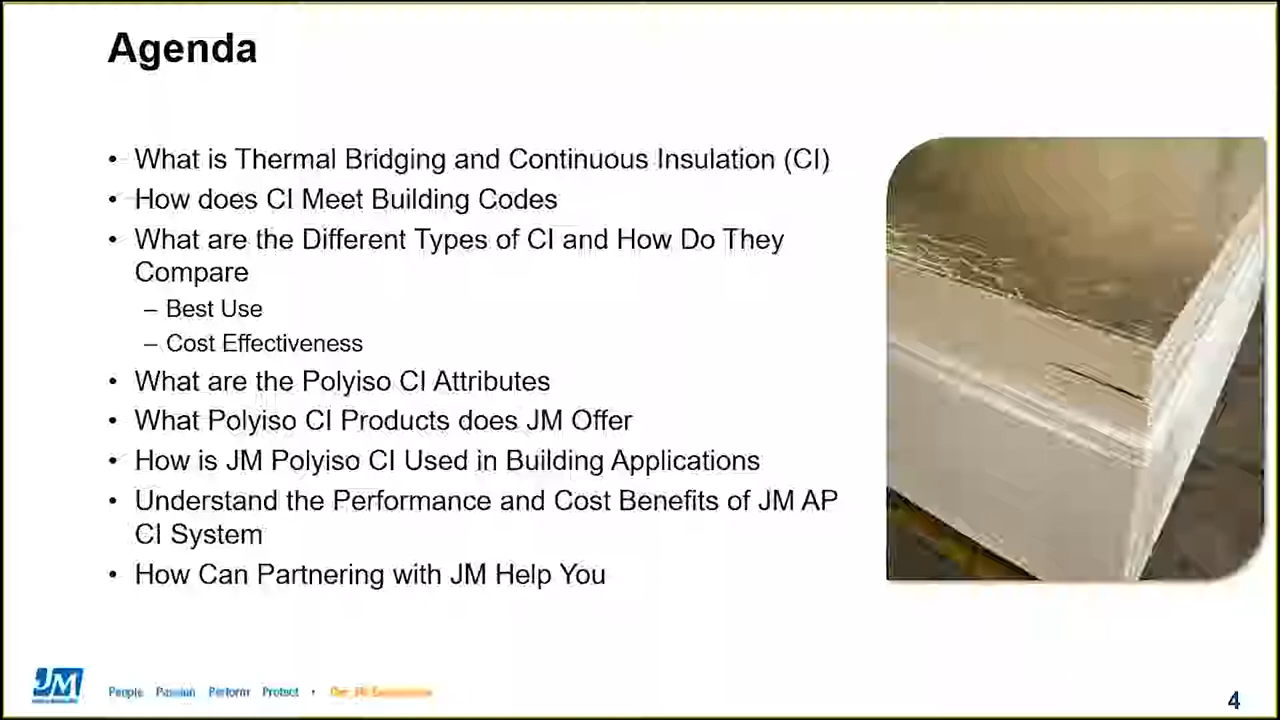 Agenda
• What is Thermal Bridging and Continuous Insulation (CI)
• How does CI Meet Building Codes
• What are the Different Types of CI and How Do They
Compare
– Best Use
– Cost Effectiveness
• What are the Polyiso CI Attributes
• What Polyiso CI Products does JM Offer
• How is JM Polyiso CI Used in Building Applications
• Understand the Performance and Cost Benefits of JM AP
CI System
• How Can Partnering with JM Help You
JM
People Passion Perform Protect •
4